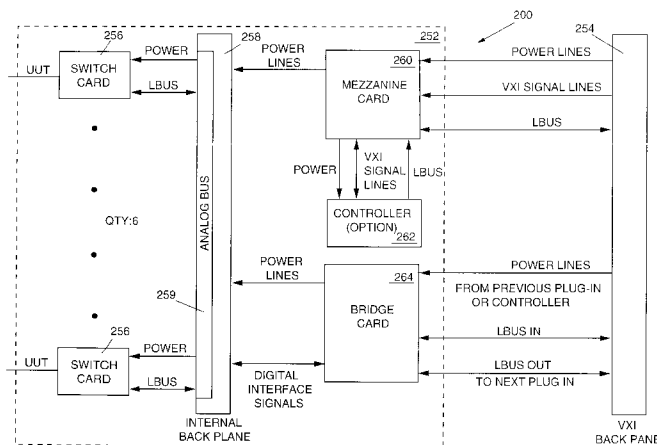 256
258
252
200
254
POWER
POWER LINES
260
POWER LINES
UUT
SWITCH CARD
MEZZANINE CARD
VXI SIGNAL LINES
LBUS
LBUS
POWER
VXI SIGNAL LINES
LBUS
QTY:6
ANALOG BUS
CONTROLLER (OPTION)
262
POWER LINES
264
POWER LINES
FROM PREVIOUS PLUG-IN OR CONTROLLER
259
BRIDGE CARD
256
POWER
LBUS IN
UUT
SWITCH CARD
LBUS
DIGITAL INTERFACE SIGNALS
LBUS OUT
TO NEXT PLUG IN
INTERNAL BACK PLANE
VXI
BACK PANE